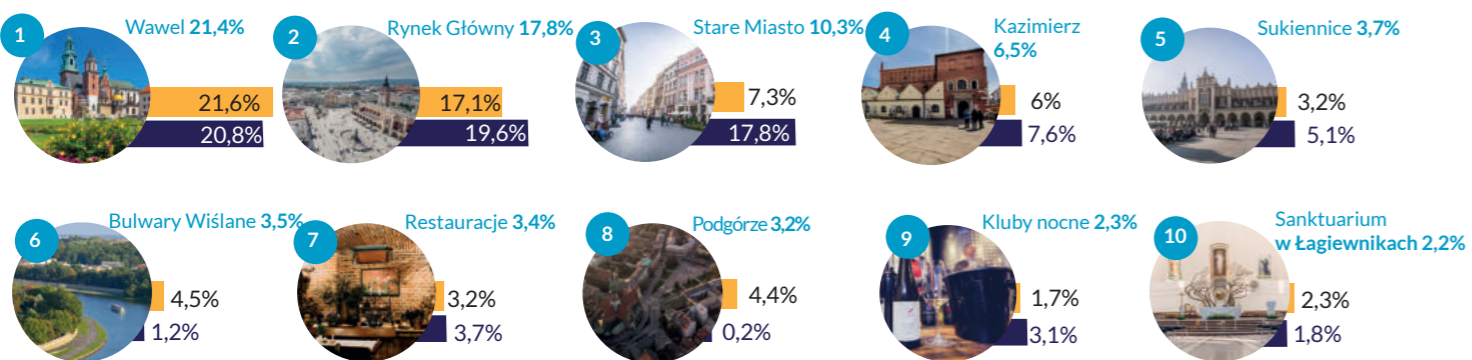 1
Wawel 21,4%
21,6%
20,8%
2
Rynek Główny 17,8%
17,1%
19,6%
3
Stare Miasto 10,3%
7,3%
17,8%
4
Kazimierz
6,5%
6%
7,6%
5
Sukiennice 3,7%
3,2%
5,1%
6
Bulwary Wiślane 3,5%
4,5%
1,2%
7
Restauracje 3,4%
3,2%
3,7%
8
Podgórze 3,2%
4,4%
0,2%
9
Kluby nocne 2,3%
1,7%
3,1%
10
Sanktuarium
w Łagiewnikach 2,2%
2,3%
1,8%